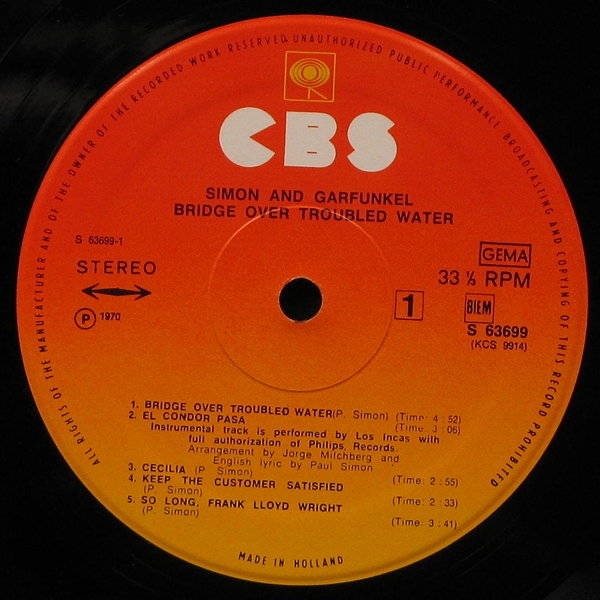 ALL RIGHTS OF THE MANUFACTURER AND OF THE OWNER OF THE RECORDED WORK RESERVED. UNAUTHORIZED PUBLIC PERFORMANCE BROADCASTING AND COPYING OF THIS RECORD PROHIBITED
CBS
SIMON AND GARFUNKEL
BRIDGE OVER TROUBLED WATER
S 63699-1
STEREO
GEMA
33 ⅓ RPM
Ⓟ 1970
1
BIEM
S 63699
(KCS 9914)
1. BRIDGE OVER TROUBLED WATER(P. Simon) (Time: 4 : 52)
2. EL CONDOR PASA (Time: 3 : 06)
Instrumental track is performed by Los Incas with
full authorization of Philips Records.
Arrangement by Jorge Milchberg and
English lyric by Paul Simon
3. CECILIA (P. Simon) (Time: 2 : 55)
4. KEEP THE CUSTOMER SATISFIED
(P. Simon) (Time: 2 : 33)
5. SO LONG, FRANK LLOYD WRIGHT
(P. Simon) (Time: 3 : 41)
MADE IN HOLLAND